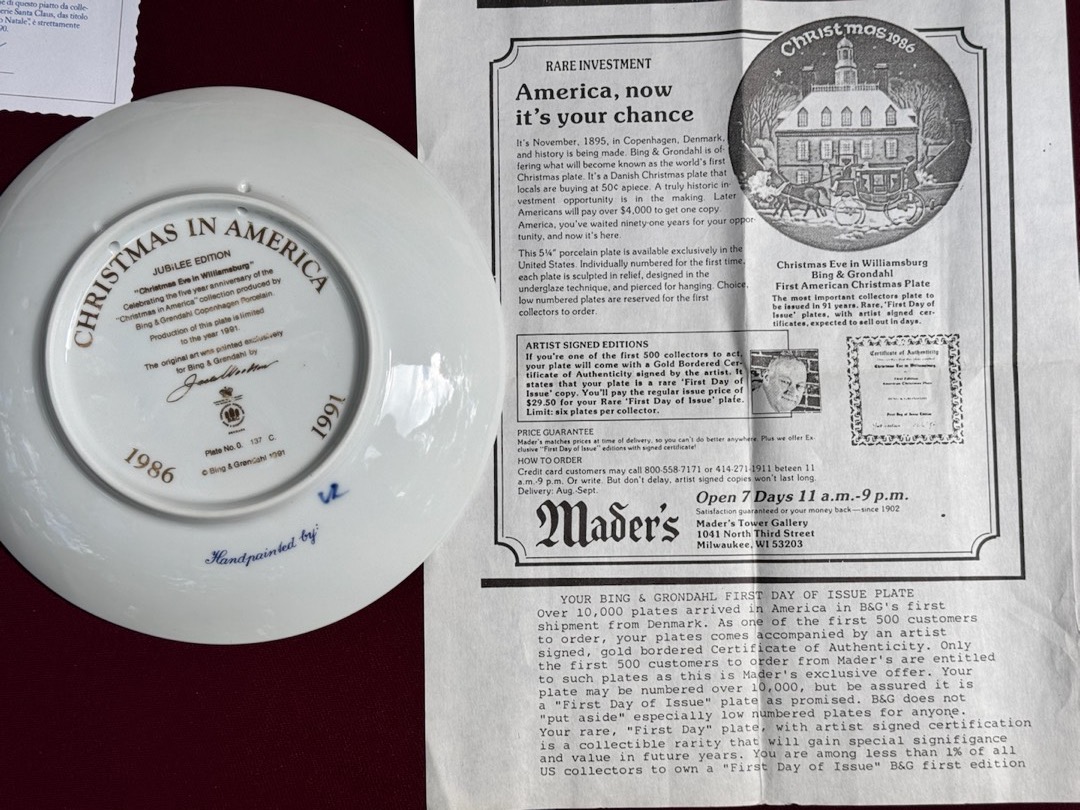 e di questo piatto da colle-
erie Santa Claus, das titolo
o Natale", è strettamente
90.
CHRISTMAS IN AMERICA
JUBiLEE EDITION
"Christmas Eve in Williamsburg"
Celebrating the five year anniversary of the
"Christmas in America" collection produced by
Bing & Grøndahl Copenhagen Porcelain.
Production of this plate is limited
to the year 1991.
The original art was painted exclusively
for Bing & Grøndahl by
Plate No.G 137 C.
© Bing & Grøndahl 1991
1986
1991
Handpainted by:
VR
Christmas 1986
RARE INVESTMENT
America, now
it's your chance
It's November, 1895, in Copenhagen, Denmark,
and history is being made. Bing & Grondahl is of-
fering what will become known as the world's first
Christmas plate. It's a Danish Christmas plate that
locals are buying at 50¢ apiece. A truly historic in-
vestment opportunity is in the making. Later
Americans will pay over $4,000 to get one copy.
America, you've waited ninety-one years for your oppor-
tunity, and now it's here.
This 5¼" porcelain plate is available exclusively in the
United States. Individually numbered for the first time,
each plate is sculpted in relief, designed in the
underglaze technique, and pierced for hanging. Choice,
low numbered plates are reserved for the first
collectors to order.
Christmas Eve in Williamsburg
Bing & Grondahl
First American Christmas Plate
The most important collectors plate to
be issued in 91 years. Rare, 'First Day of
Issue' plates, with artist signed cer-
tificates, expected to sell out in days.
ARTIST SIGNED EDITIONS
If you're one of the first 500 collectors to act,
your plate will come with a Gold Bordered Cer-
tificate of Authenticity signed by the artist. It
states that your plate is a rare 'First Day of
Issue' copy. You'll pay the regular issue price of
$29.50 for your Rare 'First Day of Issue' plate.
Limit: six plates per collector.
Certificate of Authenticity
Christmas Eve in Williamsburg
First Edition
American Christmas Plate
First Day of Issue Edition
PRICE GUARANTEE
Mader's matches prices at time of delivery, so you can't do better anywhere. Plus we offer Ex-
clusive "First Day of Issue" editions with signed certificate!
HOW TO ORDER
Credit card customers may call 800-558-7171 or 414-271-1911 beteen 11
a.m.-9 p.m. Or write. But don't delay, artist signed copies won't last long.
Delivery: Aug.-Sept.
Mader's
Open 7 Days 11 a.m.-9 p.m.
Satisfaction guaranteed or your money back—since 1902
Mader's Tower Gallery
1041 North Third Street
Milwaukee, WI 53203
YOUR BING & GRONDAHL FIRST DAY OF ISSUE PLATE
Over 10,000 plates arrived in America in B&G's first
shipment from Denmark. As one of the first 500 customers
to order, your plates comes accompanied by an artist
signed, gold bordered Certificate of Authenticity. Only
the first 500 customers to order from Mader's are entitled
to such plates as this is Mader's exclusive offer. Your
plate may be numbered over 10,000, but be assured it is
a "First Day of Issue" plate as promised. B&G does not
"put aside" especially low numbered plates for anyone.
Your rare, "First Day" plate, with artist signed certification
is a collectible rarity that will gain special signifigance
and value in future years. You are among less than 1% of all
US collectors to own a "First Day of Issue" B&G first edition